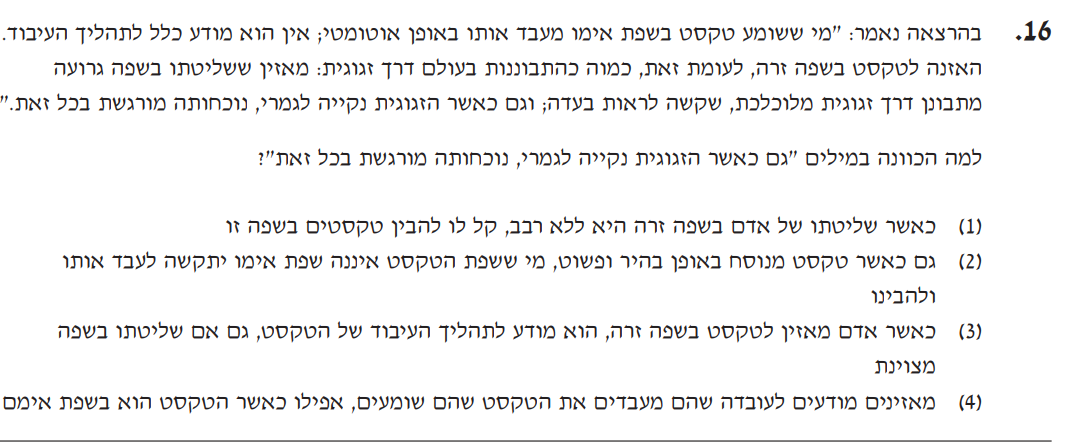 16. בהרצאה נאמר: "מי ששומע טקסט בשפת אימו מעבד אותו באופן אוטומטי; אין הוא מודע כלל לתהליך העיבוד.
האזנה לטקסט בשפה זרה, לעומת זאת, כמוה כהתבוננות בעולם דרך זגוגית: מאזין ששליטתו בשפה גרועה
מתבונן דרך זגוגית מלוכלכת, שקשה לראות בעדה; וגם כאשר הזגוגית נקייה לגמרי, נוכחותה מורגשת בכל זאת."
למה הכוונה במילים "גם כאשר הזגוגית נקייה לגמרי, נוכחותה מורגשת בכל זאת"?
(1) כאשר שליטתו של אדם בשפה זרה היא ללא רבב, קל לו להבין טקסטים בשפה זו
(2) גם כאשר טקסט מנוסח באופן בהיר ופשוט, מי ששפת הטקסט איננה שפת אימו יתקשה לעבד אותו
ולהבינו
(3) כאשר אדם מאזין לטקסט בשפה זרה, הוא מודע לתהליך העיבוד של הטקסט, גם אם שליטתו בשפה
מצוינת
(4) מאזינים מודעים לעובדה שהם מעבדים את הטקסט שהם שומעים, אפילו כאשר הטקסט הוא בשפת אימם